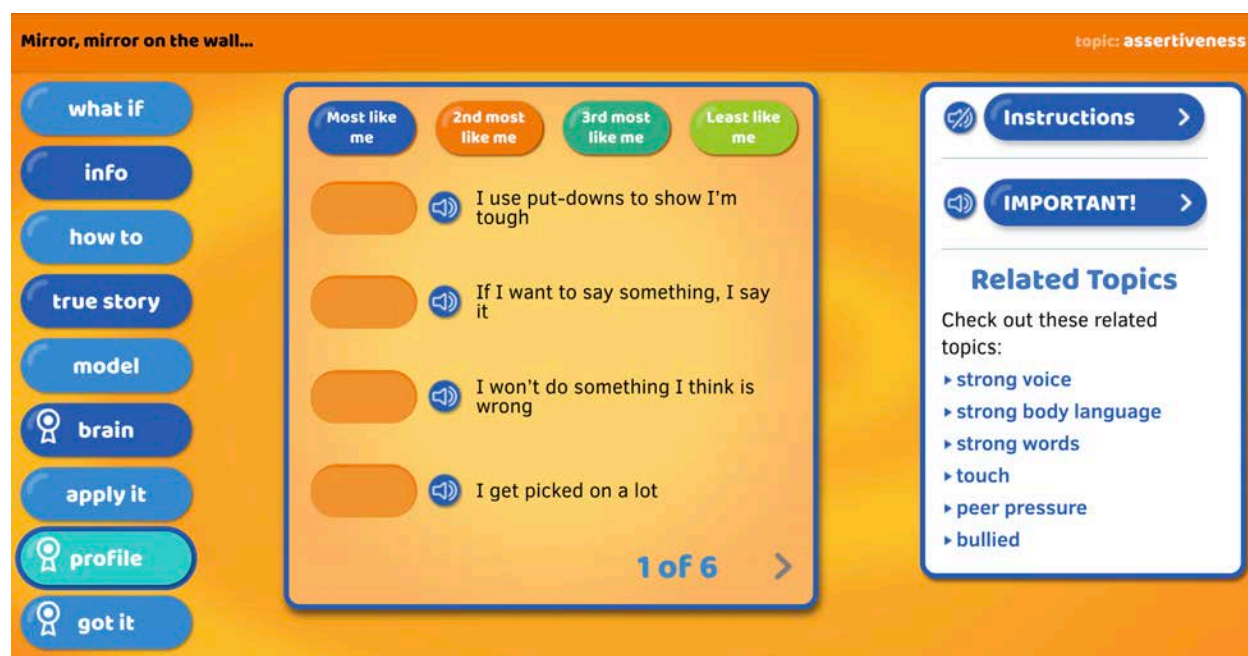 Mirror, mirror on the wall...
topic: assertiveness
what if
info
how to
true story
model
brain
apply it
profile
got it
Most like
me
2nd most
like me
3rd most
like me
Least like
me
I use put-downs to show I'm
tough
If I want to say something, I say
it
I won't do something I think is
wrong
I get picked on a lot
1 of 6
Instructions
IMPORTANT!
Related Topics
Check out these related
topics:
strong voice
strong body language
strong words
touch
peer pressure
bullied